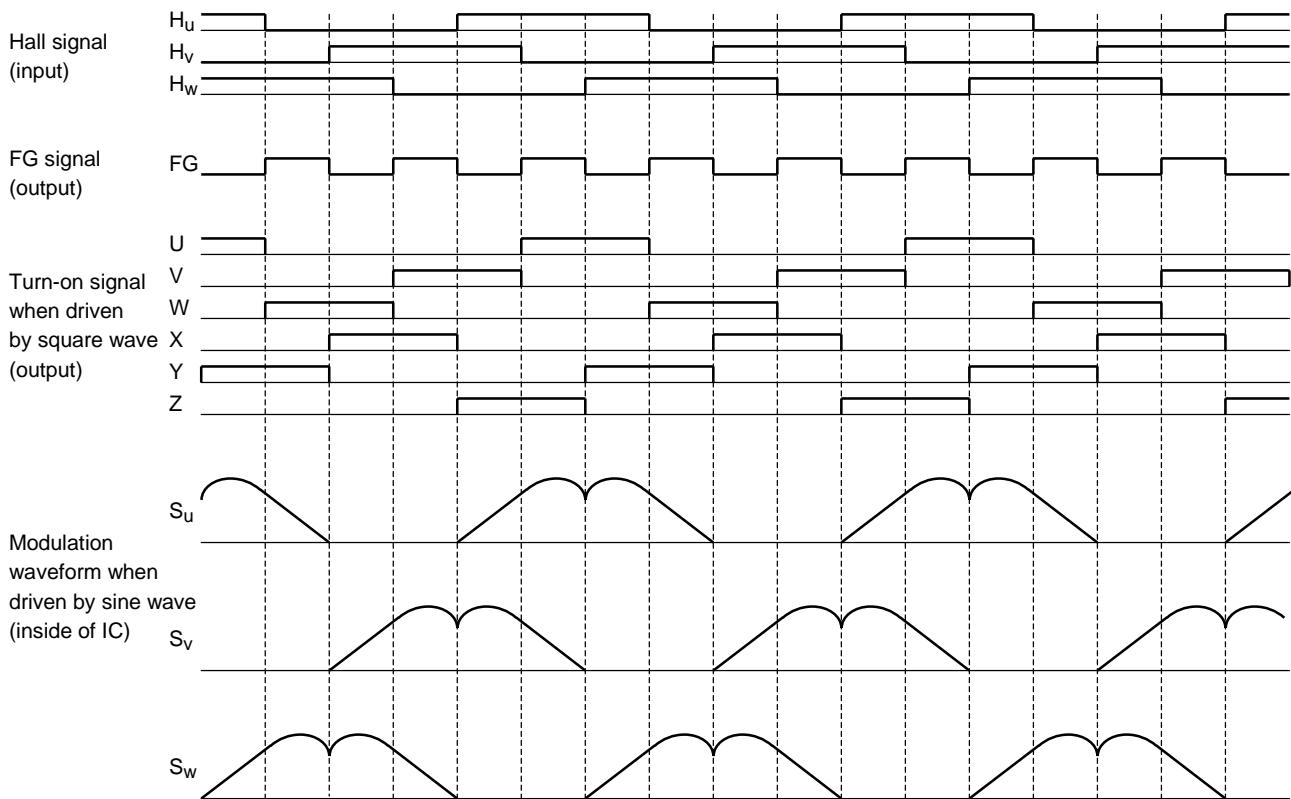 Hall signal
(input)
Hu
Hv
Hw
FG signal
(output)
FG
Turn-on signal
when driven
by square wave
(output)
U
V
W
X
Y
Z
Modulation
waveform when
driven by sine wave
(inside of IC)
Su
Sv
Sw